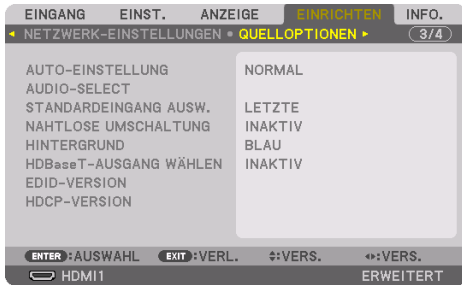 EINGANG EINST. ANZEIGE EINRICHTEN INFO.
◂ NETZWERK-EINSTELLUNGEN • QUELLOPTIONEN ▸ 3/4
AUTO-EINSTELLUNG NORMAL
AUDIO-SELECT
STANDARDEINGANG AUSW. LETZTE
NAHTLOSE UMSCHALTUNG INAKTIV
HINTERGRUND BLAU
HDBaseT-AUSGANG WÄHLEN INAKTIV
EDID-VERSION
HDCP-VERSION
ENTER:AUSWAHL EXIT:VERL. ♦:VERS. ◂▸:VERS.
HDMI1 ERWEITERT